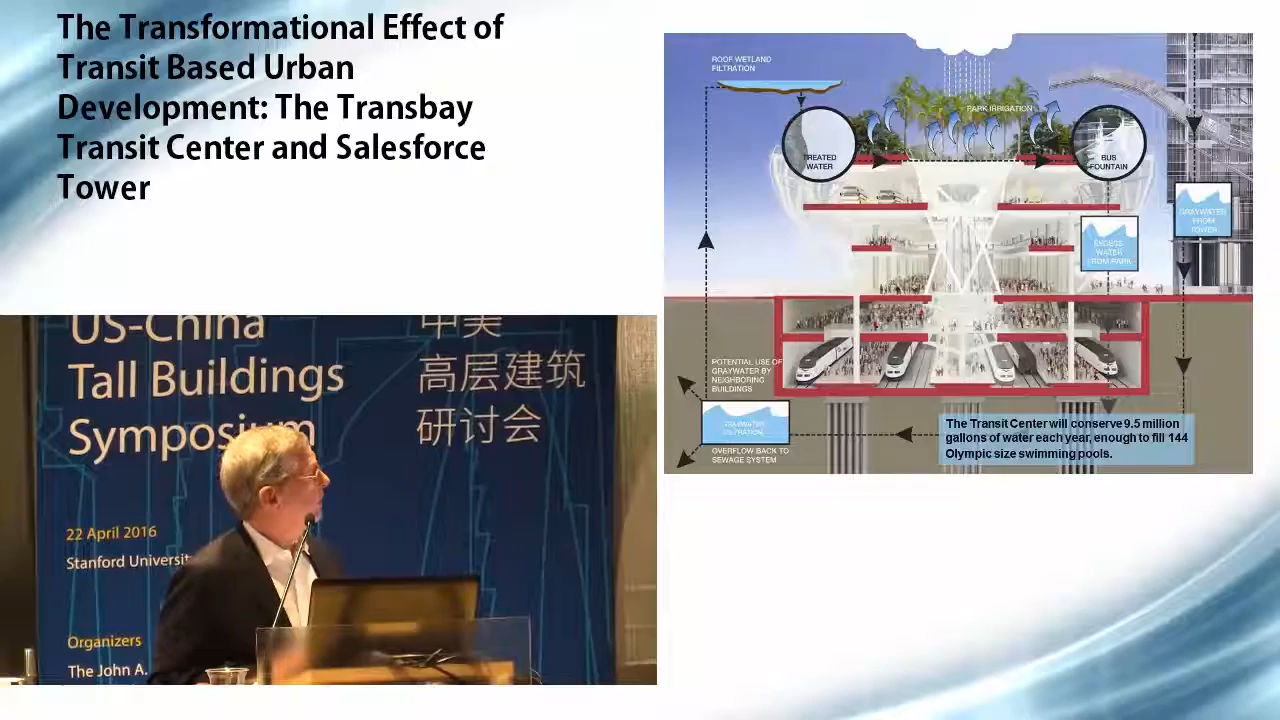 The Transformational Effect of
Transit Based Urban
Development: The Transbay
Transit Center and Salesforce
Tower
ROOF WETLAND
FILTRATION
PARK IRRIGATION
TREATED
WATER
BUS
FOUNTAIN
GRAYWATER
FROM
TOWER
EXCESS
WATER
FROM PARK
POTENTIAL USE OF
GRAYWATER BY
NEIGHBORING
BUILDINGS
FILTRATION
OVERFLOW BACK TO
SEWAGE SYSTEM
The Transit Center will conserve 9.5 million
gallons of water each year, enough to fill 144
Olympic size swimming pools.
US-China
Tall Buildings
Symposium
中美
高层建筑
研讨会
22 April 2016
Stanford Universit
Organizers
The John A.